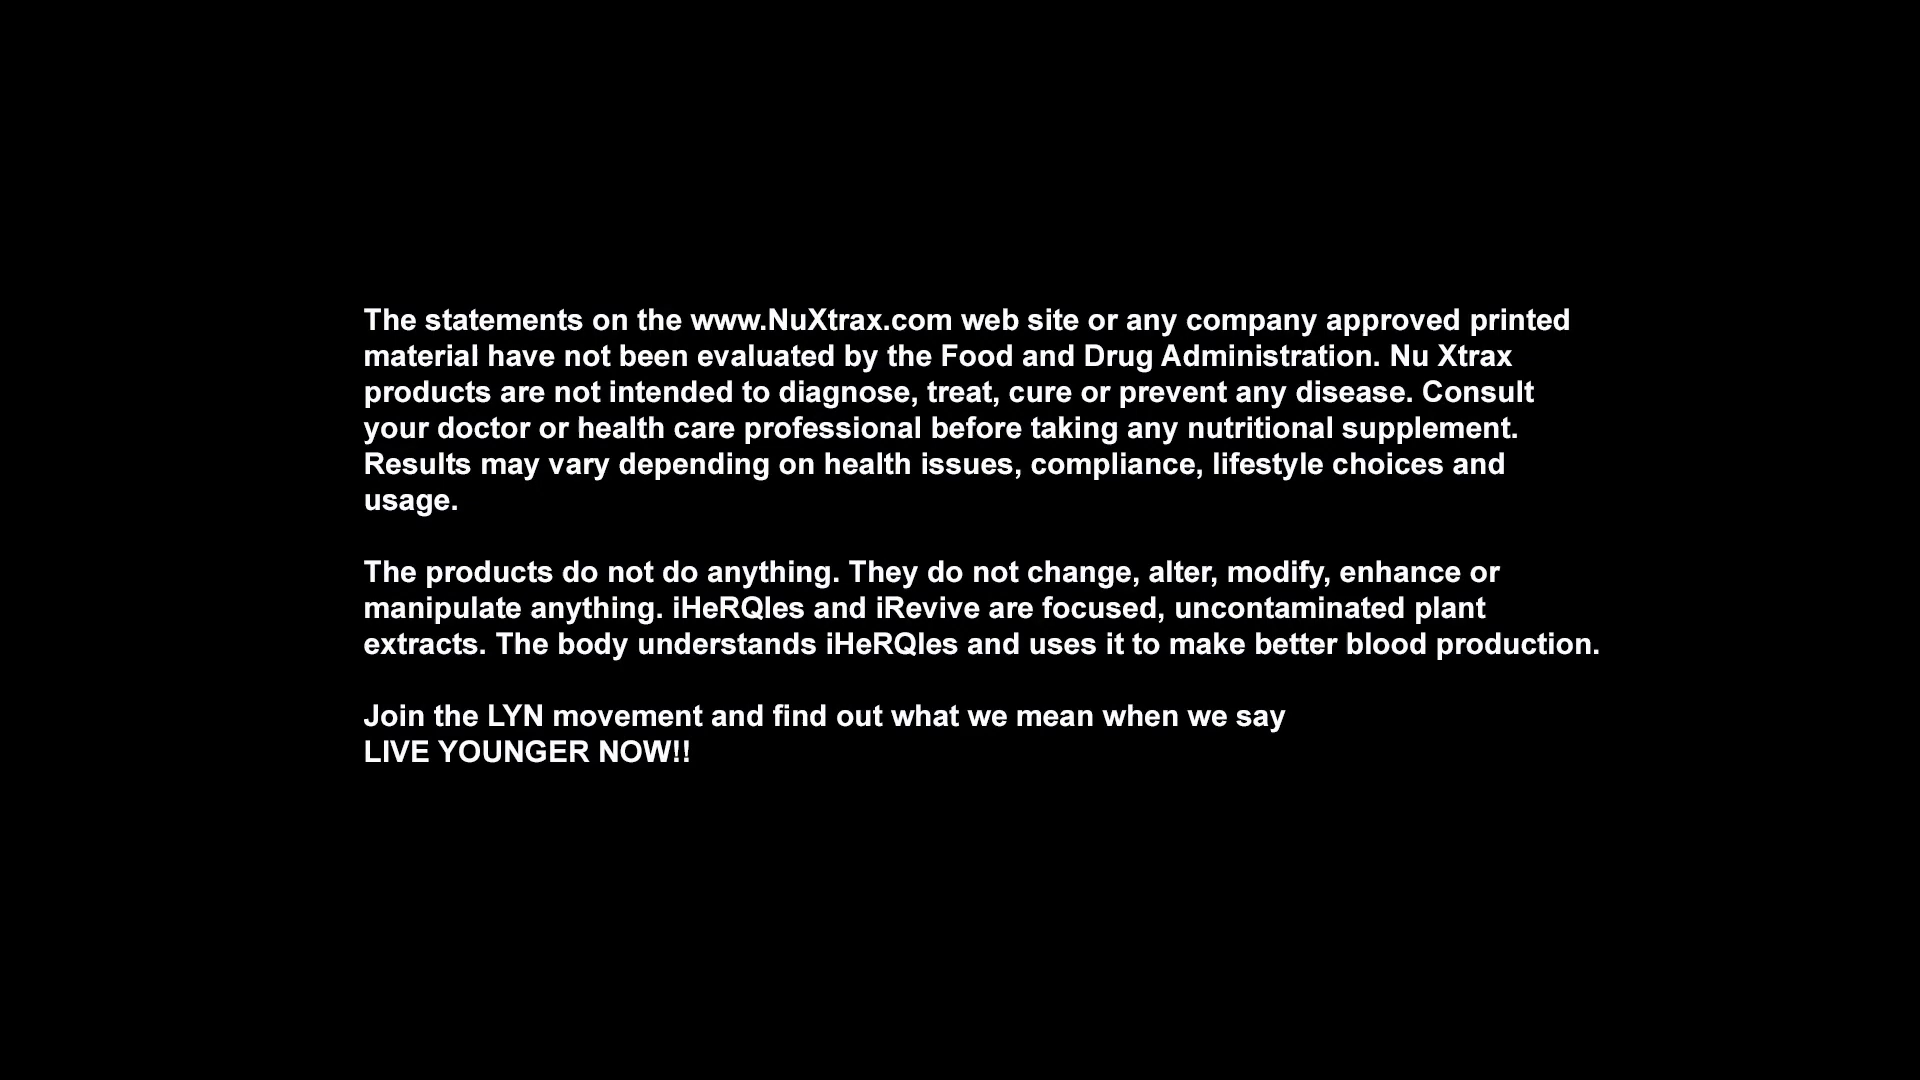 The statements on the www.NuXtrax.com web site or any company approved printed
material have not been evaluated by the Food and Drug Administration. Nu Xtrax
products are not intended to diagnose, treat, cure or prevent any disease. Consult
your doctor or health care professional before taking any nutritional supplement.
Results may vary depending on health issues, compliance, lifestyle choices and
usage.
The products do not do anything. They do not change, alter, modify, enhance or
manipulate anything. iHeRQles and iRevive are focused, uncontaminated plant
extracts. The body understands iHeRQles and uses it to make better blood production.
Join the LYN movement and find out what we mean when we say
LIVE YOUNGER NOW!!